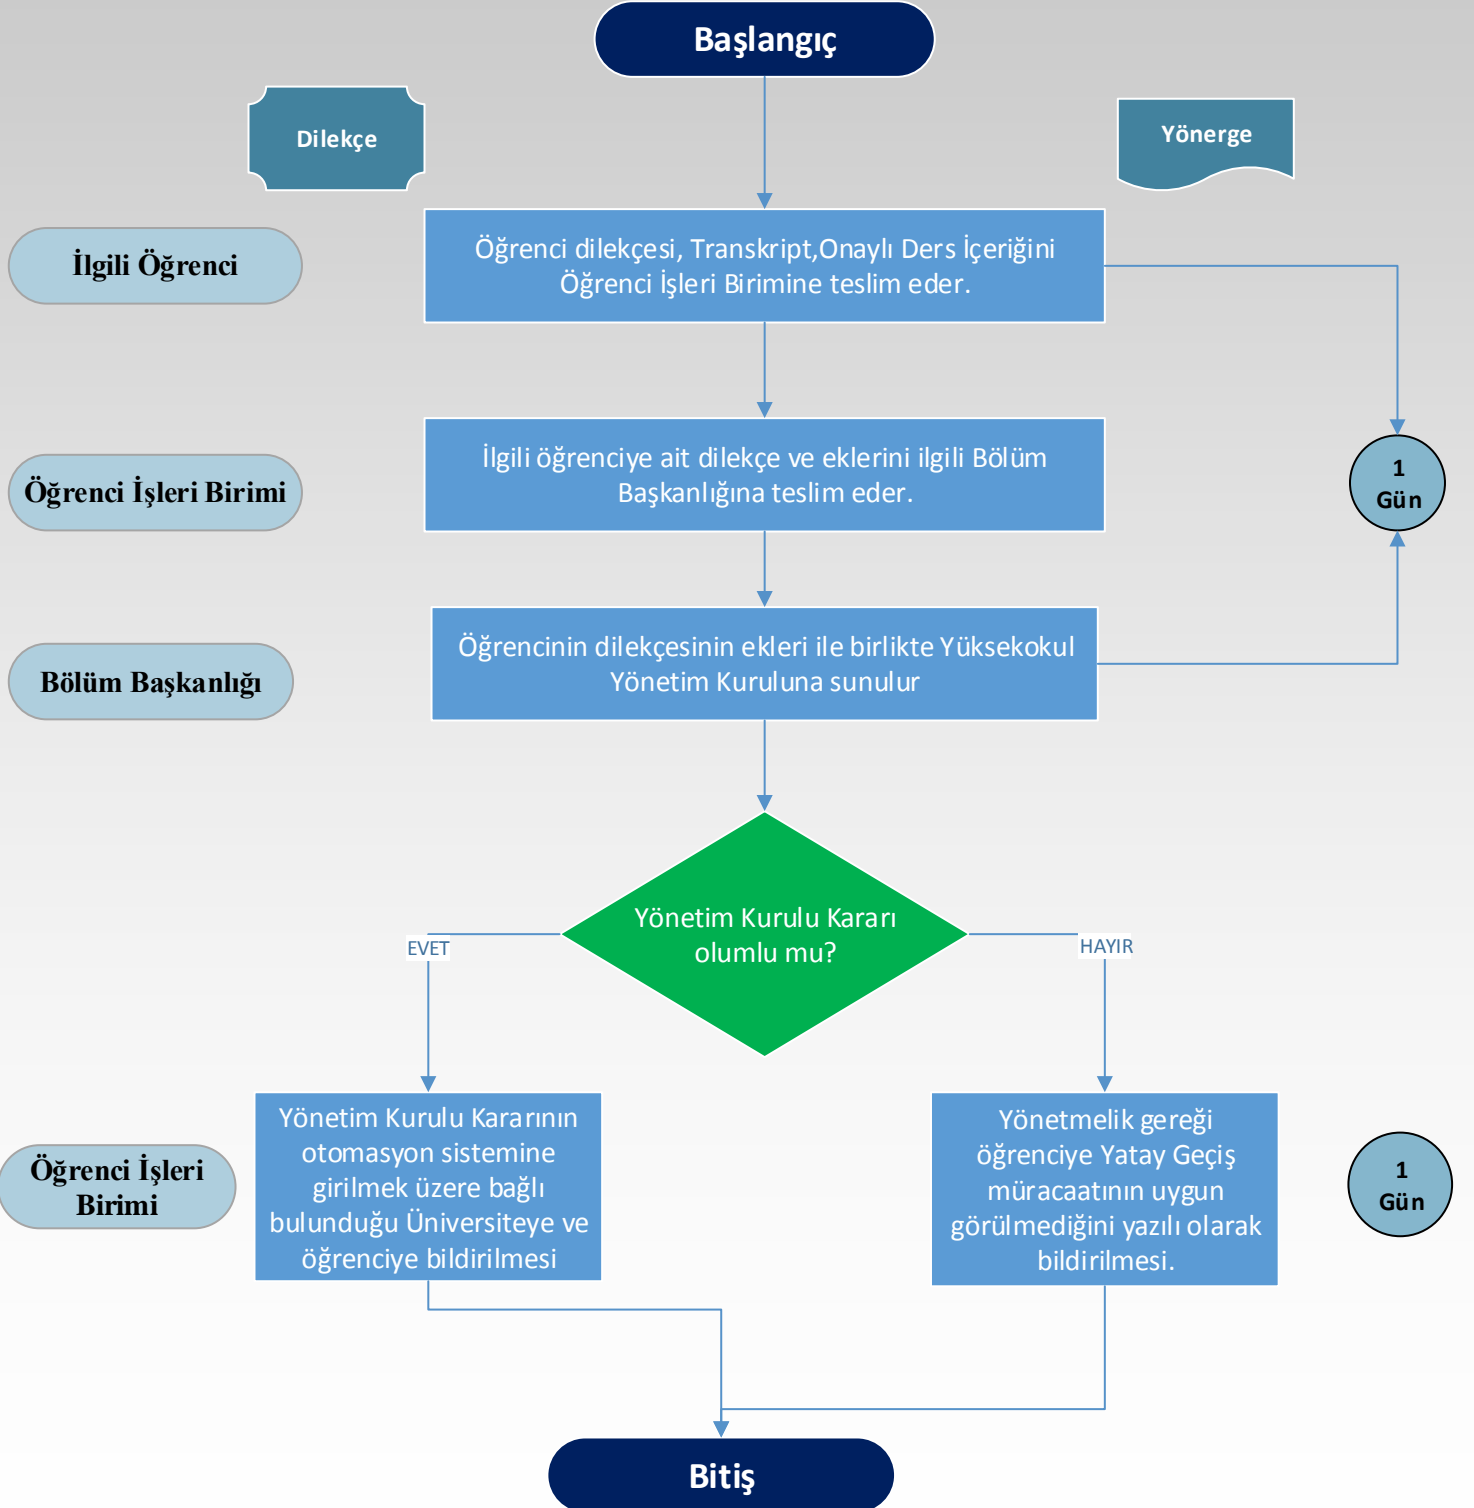 Başlangıç
Dilekçe
Yönerge
İlgili Öğrenci
Öğrenci dilekçesi, Transkript,Onaylı Ders İçeriğini
Öğrenci İşleri Birimine teslim eder.
Öğrenci İşleri Birimi
İlgili öğrenciye ait dilekçe ve eklerini ilgili Bölüm
Başkanlığına teslim eder.
1
Gün
Bölüm Başkanlığı
Öğrencinin dilekçesinin ekleri ile birlikte Yüksekokul
Yönetim Kuruluna sunulur
Yönetim Kurulu Kararı
olumlu mu?
EVET
HAYIR
Öğrenci İşleri
Birimi
Yönetim Kurulu Kararının
otomasyon sistemine
girilmek üzere bağlı
bulunduğu Üniversiteye ve
öğrenciye bildirilmesi
Yönetmelik gereği
öğrenciye Yatay Geçiş
müracaatının uygun
görülmediğini yazılı olarak
bildirilmesi.
1
Gün
Bitiş